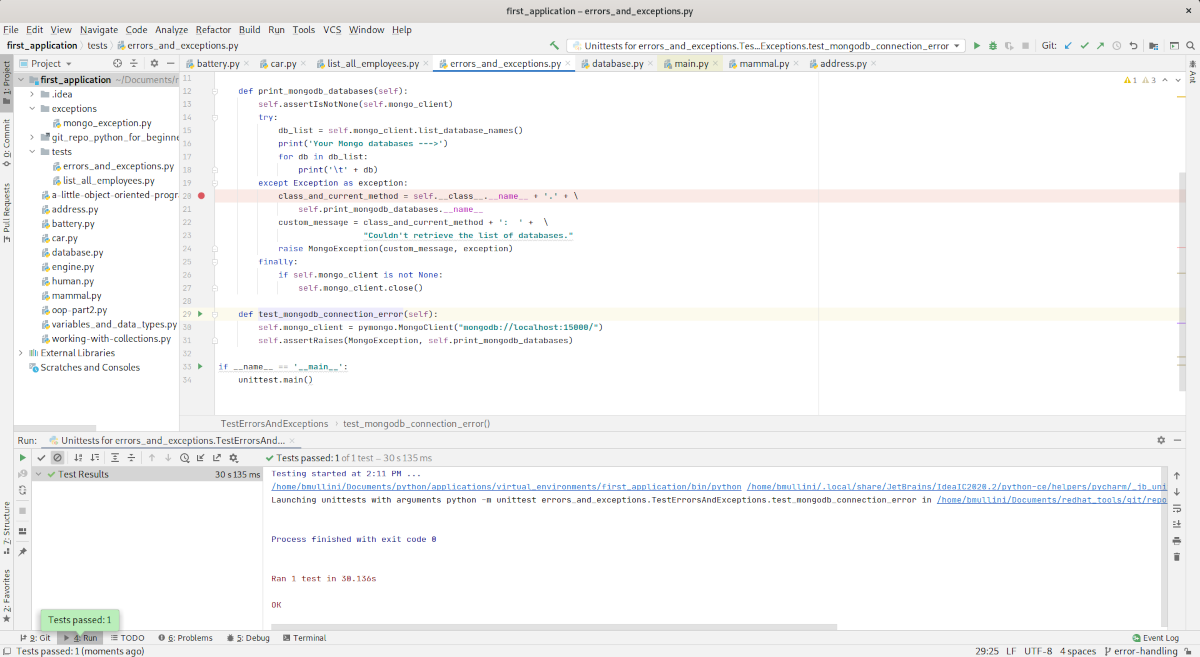 first_application – errors_and_exceptions.py
File Edit View Navigate Code Analyze Refactor Build Run Tools VCS Window Help
first_application › tests › errors_and_exceptions.py
Unittests for errors_and_exceptions.Tes...Exceptions.test_mongodb_connection_error
Git:
1: Project
0: Commit
Pull Requests
7: Structure
2: Favorites
Ant
Project
battery.py car.py list_all_employees.py errors_and_exceptions.py database.py main.py mammal.py address.py
first_application ~/Documents/r
.idea
exceptions
mongo_exception.py
git_repo_python_for_beginne
tests
errors_and_exceptions.py
list_all_employees.py
a-little-object-oriented-progr
address.py
battery.py
car.py
database.py
engine.py
human.py
mammal.py
oop-part2.py
variables_and_data_types.py
working-with-collections.py
External Libraries
Scratches and Consoles
1 3
11
12 def print_mongodb_databases(self):
13 self.assertIsNotNone(self.mongo_client)
14 try:
15 db_list = self.mongo_client.list_database_names()
16 print('Your Mongo databases --->')
17 for db in db_list:
18 print('\t' + db)
19 except Exception as exception:
20 class_and_current_method = self.__class__.__name__ + '.' + \
21 self.print_mongodb_databases.__name__
22 custom_message = class_and_current_method + ': ' + \
23 "Couldn't retrieve the list of databases."
24 raise MongoException(custom_message, exception)
25 finally:
26 if self.mongo_client is not None:
27 self.mongo_client.close()
28
29 def test_mongodb_connection_error(self):
30 self.mongo_client = pymongo.MongoClient("mongodb://localhost:15000/")
31 self.assertRaises(MongoException, self.print_mongodb_databases)
32
33 if __name__ == '__main__':
34 unittest.main()
TestErrorsAndExceptions › test_mongodb_connection_error()
Run: Unittests for errors_and_exceptions.TestErrorsAnd...
Tests passed: 1 of 1 test – 30 s 135 ms
Test Results 30 s 135 ms
Testing started at 2:11 PM ...
/home/bmullini/Documents/python/applications/virtual_environments/first_application/bin/python /home/bmullini/.local/share/JetBrains/IdeaIC2020.2/python-ce/helpers/pycharm/_jb_uni
Launching unittests with arguments python -m unittest errors_and_exceptions.TestErrorsAndExceptions.test_mongodb_connection_error in /home/bmullini/Documents/redhat_tools/git/repo
Process finished with exit code 0
Ran 1 test in 30.136s
OK
Tests passed: 1
9: Git 4: Run TODO 6: Problems 5: Debug Terminal Event Log
Tests passed: 1 (moments ago) 29:25 LF UTF-8 4 spaces error-handling